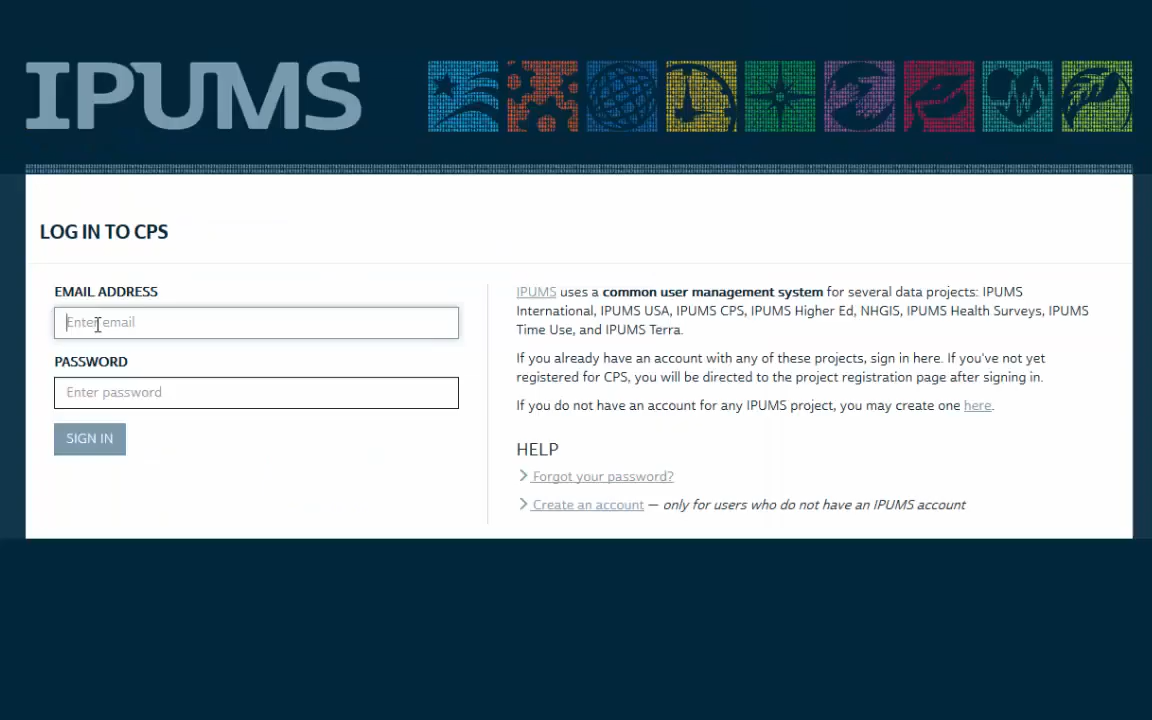 IPUMS
LOG IN TO CPS
EMAIL ADDRESS
Enter email
PASSWORD
Enter password
SIGN IN
IPUMS uses a common user management system for several data projects: IPUMS
International, IPUMS USA, IPUMS CPS, IPUMS Higher Ed, NHGIS, IPUMS Health Surveys, IPUMS
Time Use, and IPUMS Terra.
If you already have an account with any of these projects, sign in here. If you've not yet
registered for CPS, you will be directed to the project registration page after signing in.
If you do not have an account for any IPUMS project, you may create one here.
HELP
Forgot your password?
Create an account — only for users who do not have an IPUMS account